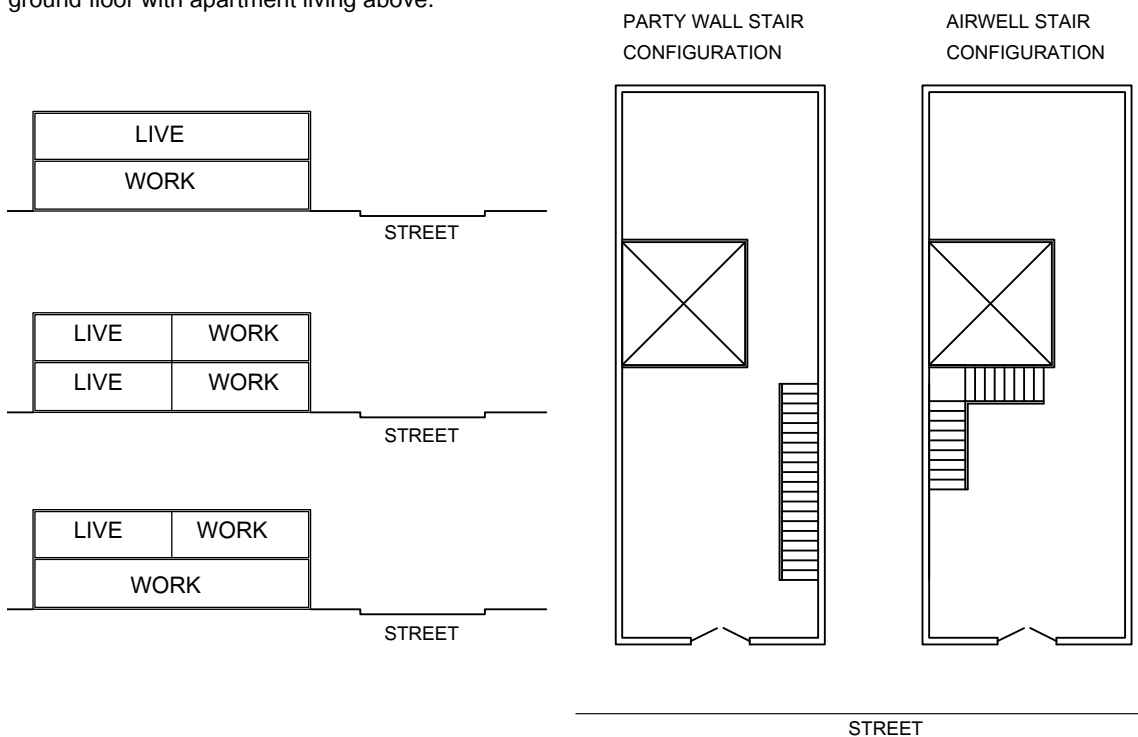 ground floor with apartment living above.
LIVE
WORK
STREET
LIVE WORK
LIVE WORK
STREET
LIVE WORK
WORK
STREET
PARTY WALL STAIR
CONFIGURATION
AIRWELL STAIR
CONFIGURATION
STREET